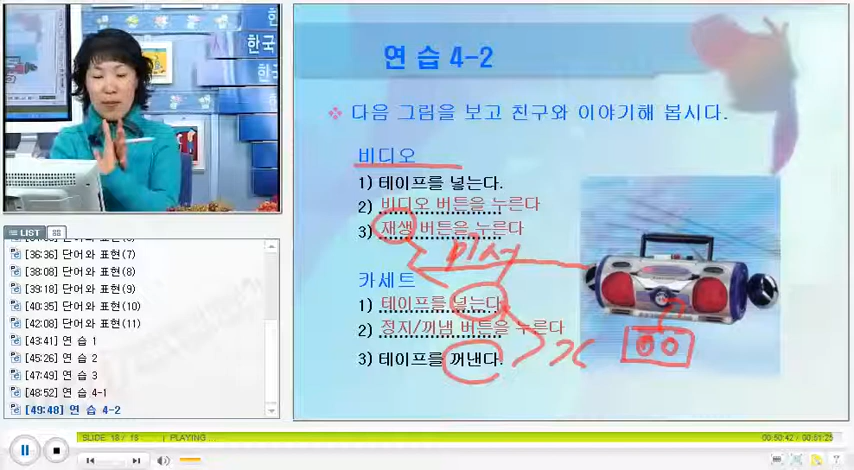 한국
연 습 4-2
❖ 다음 그림을 보고 친구와 이야기해 봅시다.
비디오
1) 테이프를 넣는다.
2) 비디오 버튼을 누른다
3) 재생 버튼을 누른다
카세트
1) 테이프를 넣는다
2) 정지/꺼냄 버튼을 누른다
3) 테이프를 꺼낸다.
LIST
[36:36] 단어와 표현(7)
[38:08] 단어와 표현(8)
[39:18] 단어와 표현(9)
[40:35] 단어와 표현(10)
[42:08] 단어와 표현(11)
[43:41] 연 습 1
[45:26] 연 습 2
[47:49] 연 습 3
[48:52] 연 습 4-1
[49:48] 연 습 4-2
SLIDE: 18 / 18 | PLAYING ...
00:50:42 / 00:51:25